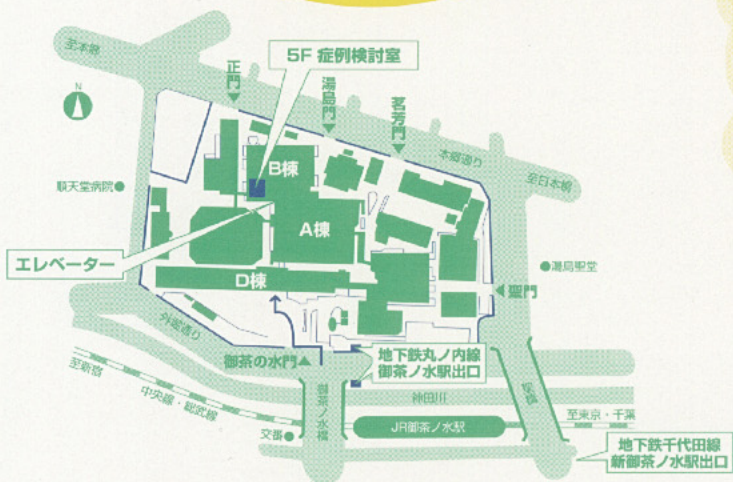 至本郷
5F 症例検討室
N
正門
湯島門
茗芳門
本郷通り
至日本橋
順天堂病院
B棟
A棟
エレベーター
D棟
湯島聖堂
聖門
外堀通り
御茶の水門
地下鉄丸ノ内線
御茶ノ水駅出口
至新宿
中央線・総武線
御茶ノ水橋
神田川
聖橋
至東京・千葉
交番
JR御茶ノ水駅
地下鉄千代田線
新御茶ノ水駅出口